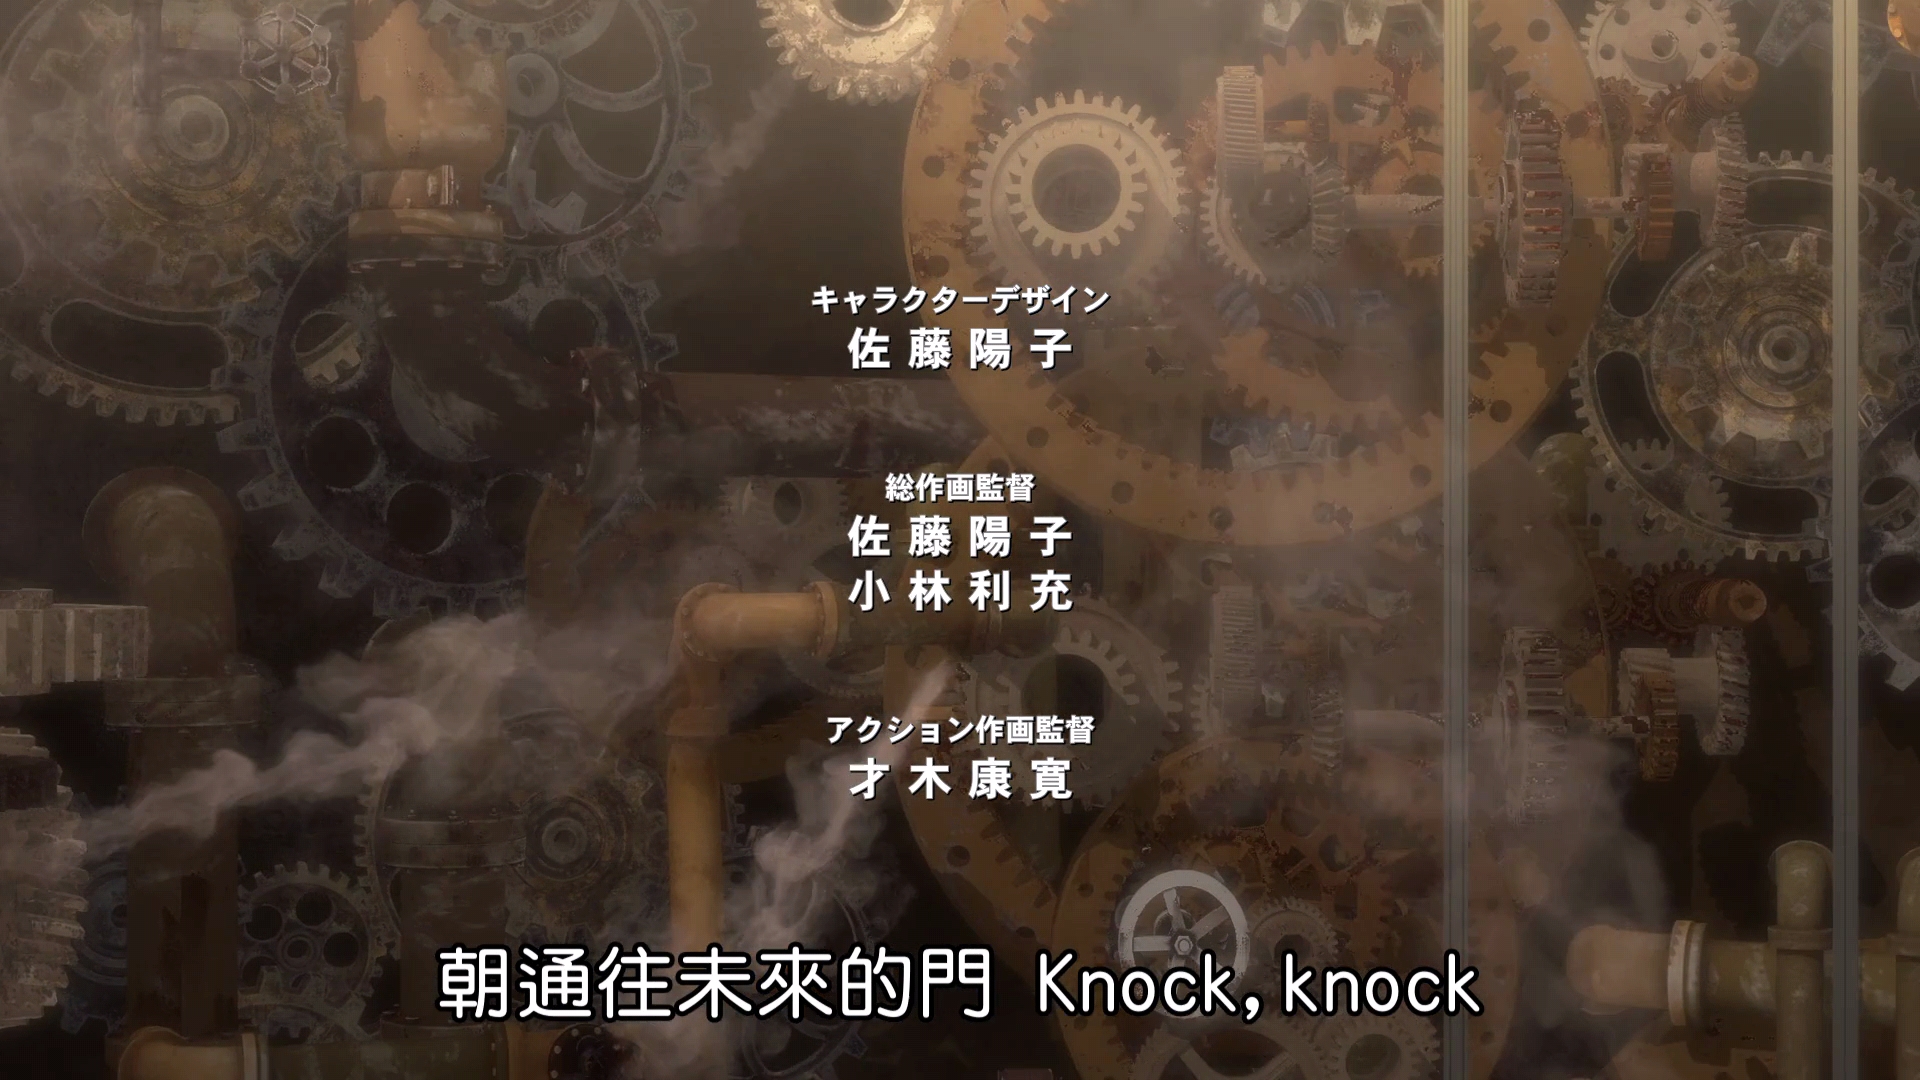 キャラクターデザイン
佐藤陽子
総作画監督
佐藤陽子
小林利充
アクション作画監督
才木康寛
朝通往未來的門 Knock, knock